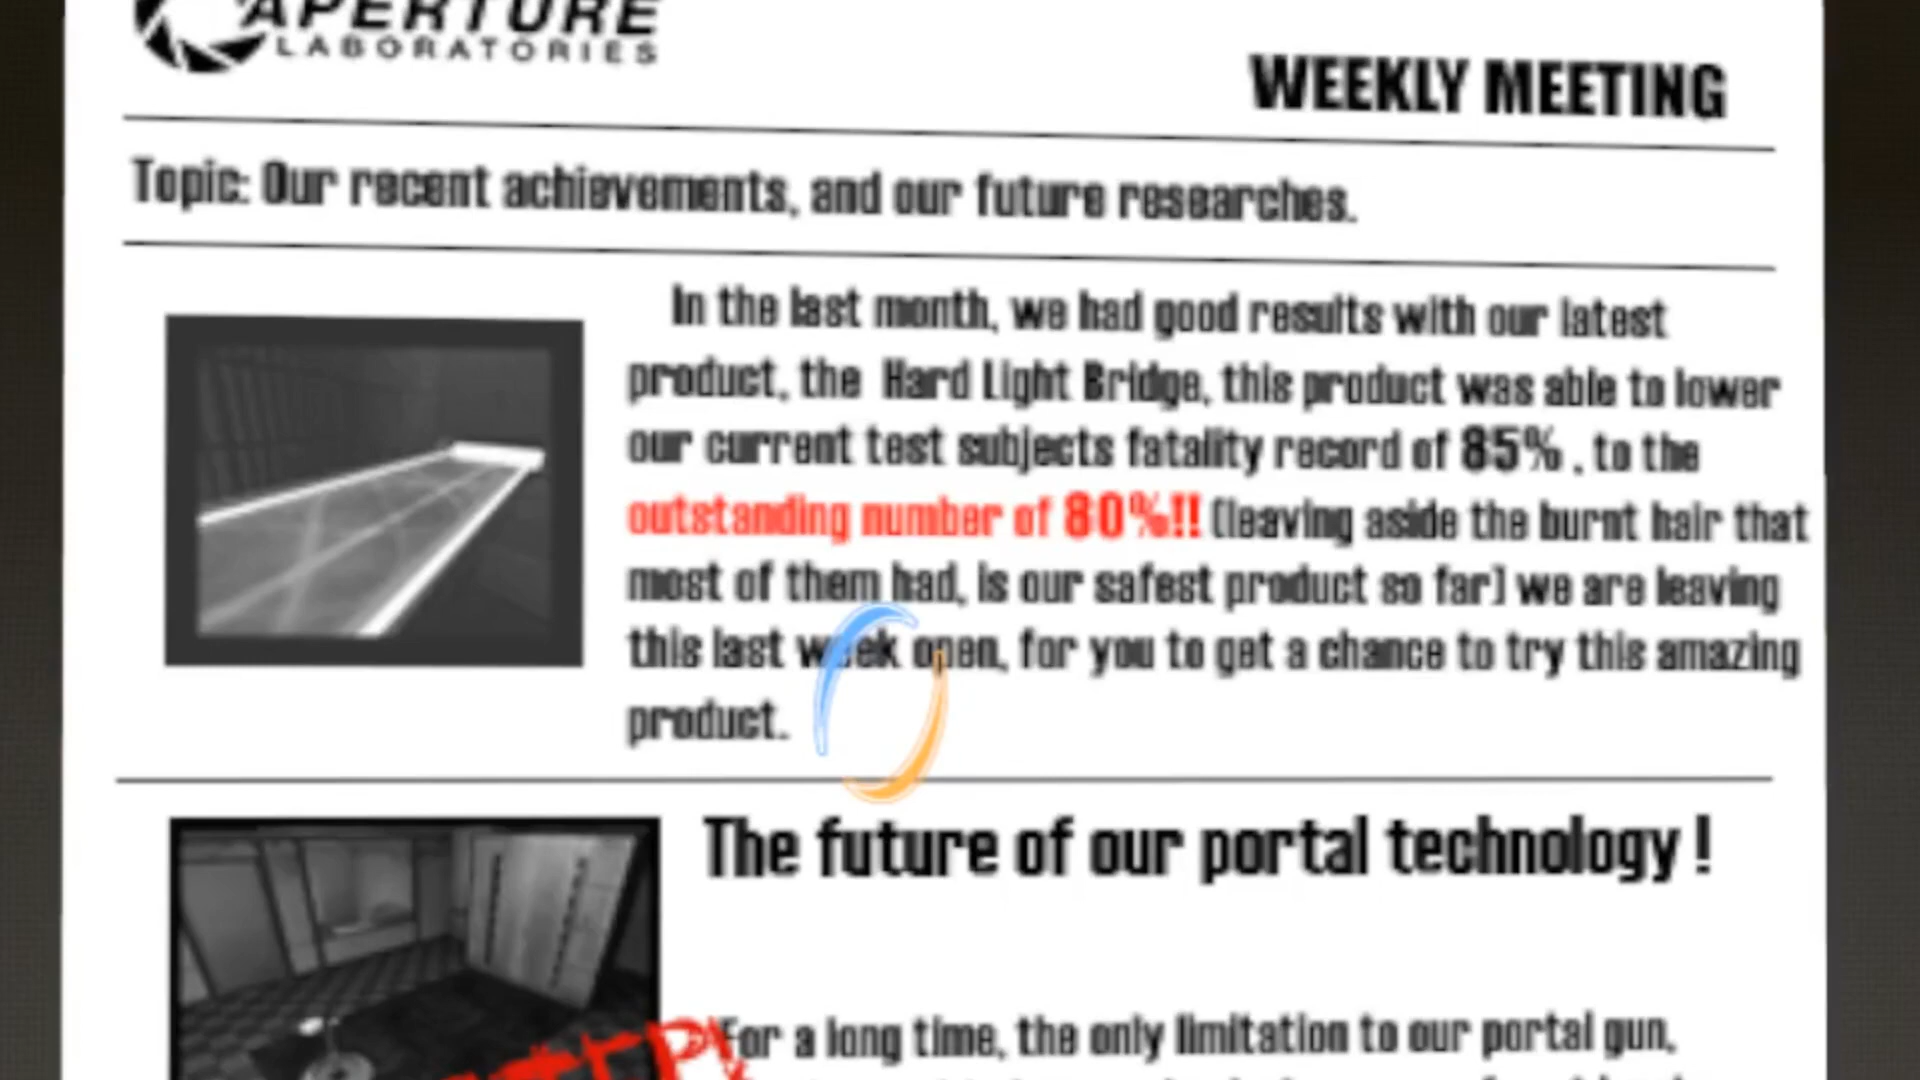 APERTURE
LABORATORIES
WEEKLY MEETING
Topic: Our recent achievements, and our future researches.
In the last month, we had good results with our latest
product, the Hard Light Bridge, this product was able to lower
our current test subjects fatality record of 85% , to the
outstanding number of 80%!! (leaving aside the burnt hair that
most of them had, is our safest product so far) we are leaving
this last week open, for you to get a chance to try this amazing
product.
The future of our portal technology !
For a long time, the only limitation to our portal gun,